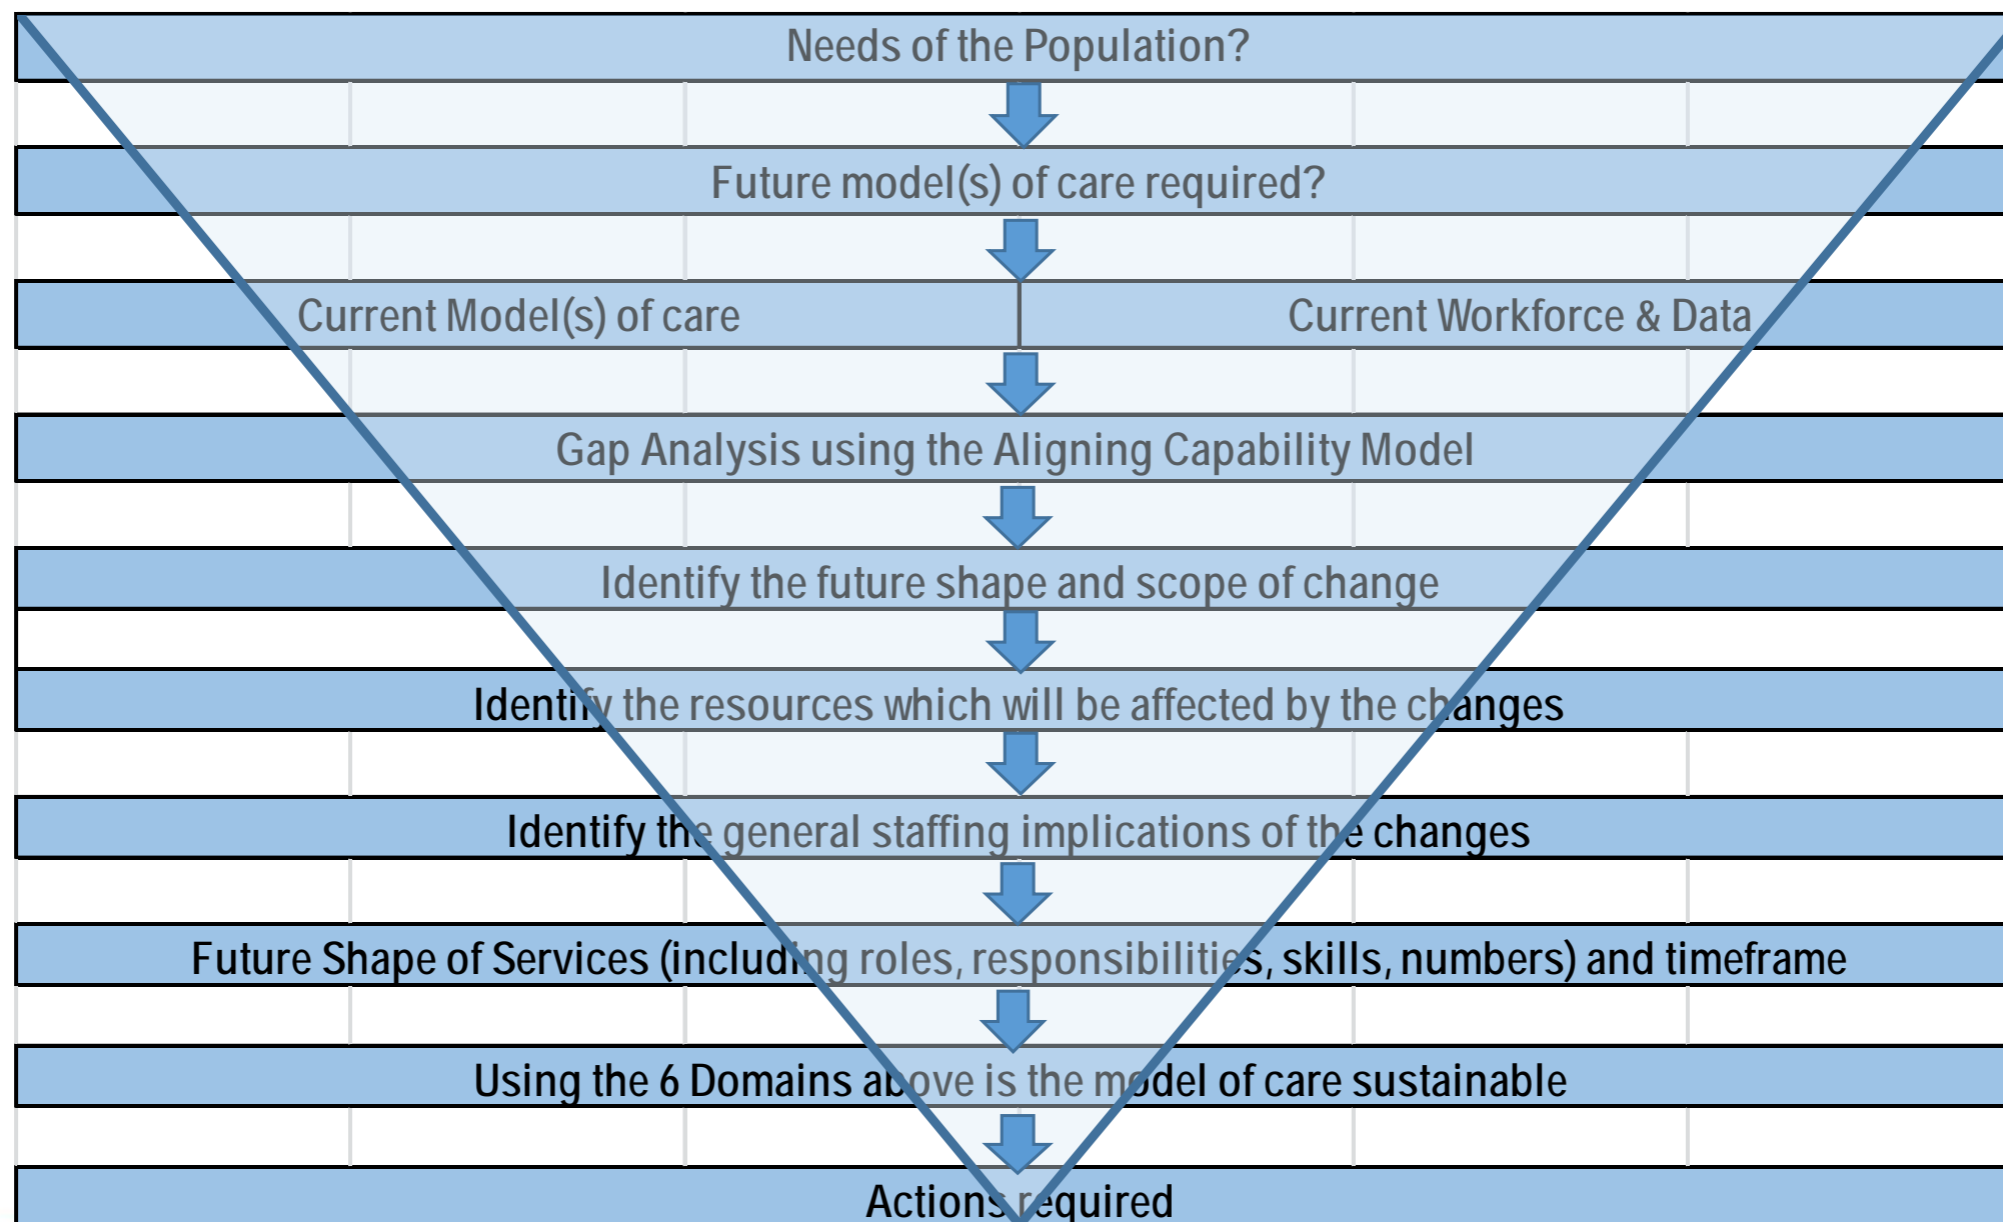 Needs of the Population?
Future model(s) of care required?
Current Model(s) of care
Current Workforce & Data
Gap Analysis using the Aligning Capability Model
Identify the future shape and scope of change
Identify the resources which will be affected by the changes
Identify the general staffing implications of the changes
Future Shape of Services (including roles, responsibilities, skills, numbers) and timeframe
Using the 6 Domains above is the model of care sustainable
Actions required